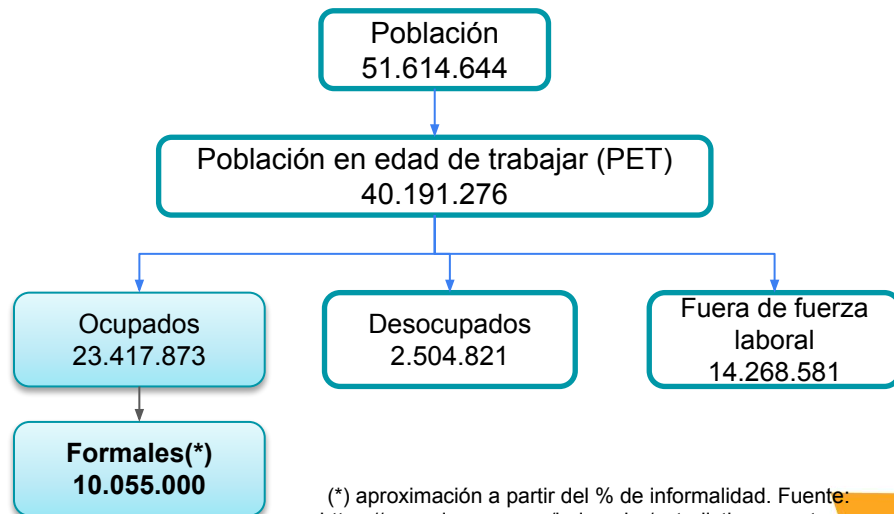 Población
51.614.644
Población en edad de trabajar (PET)
40.191.276
Ocupados
23.417.873
Desocupados
2.504.821
Fuera de fuerza
laboral
14.268.581
Formales(*)
10.055.000
(*) aproximación a partir del % de informalidad. Fuente: